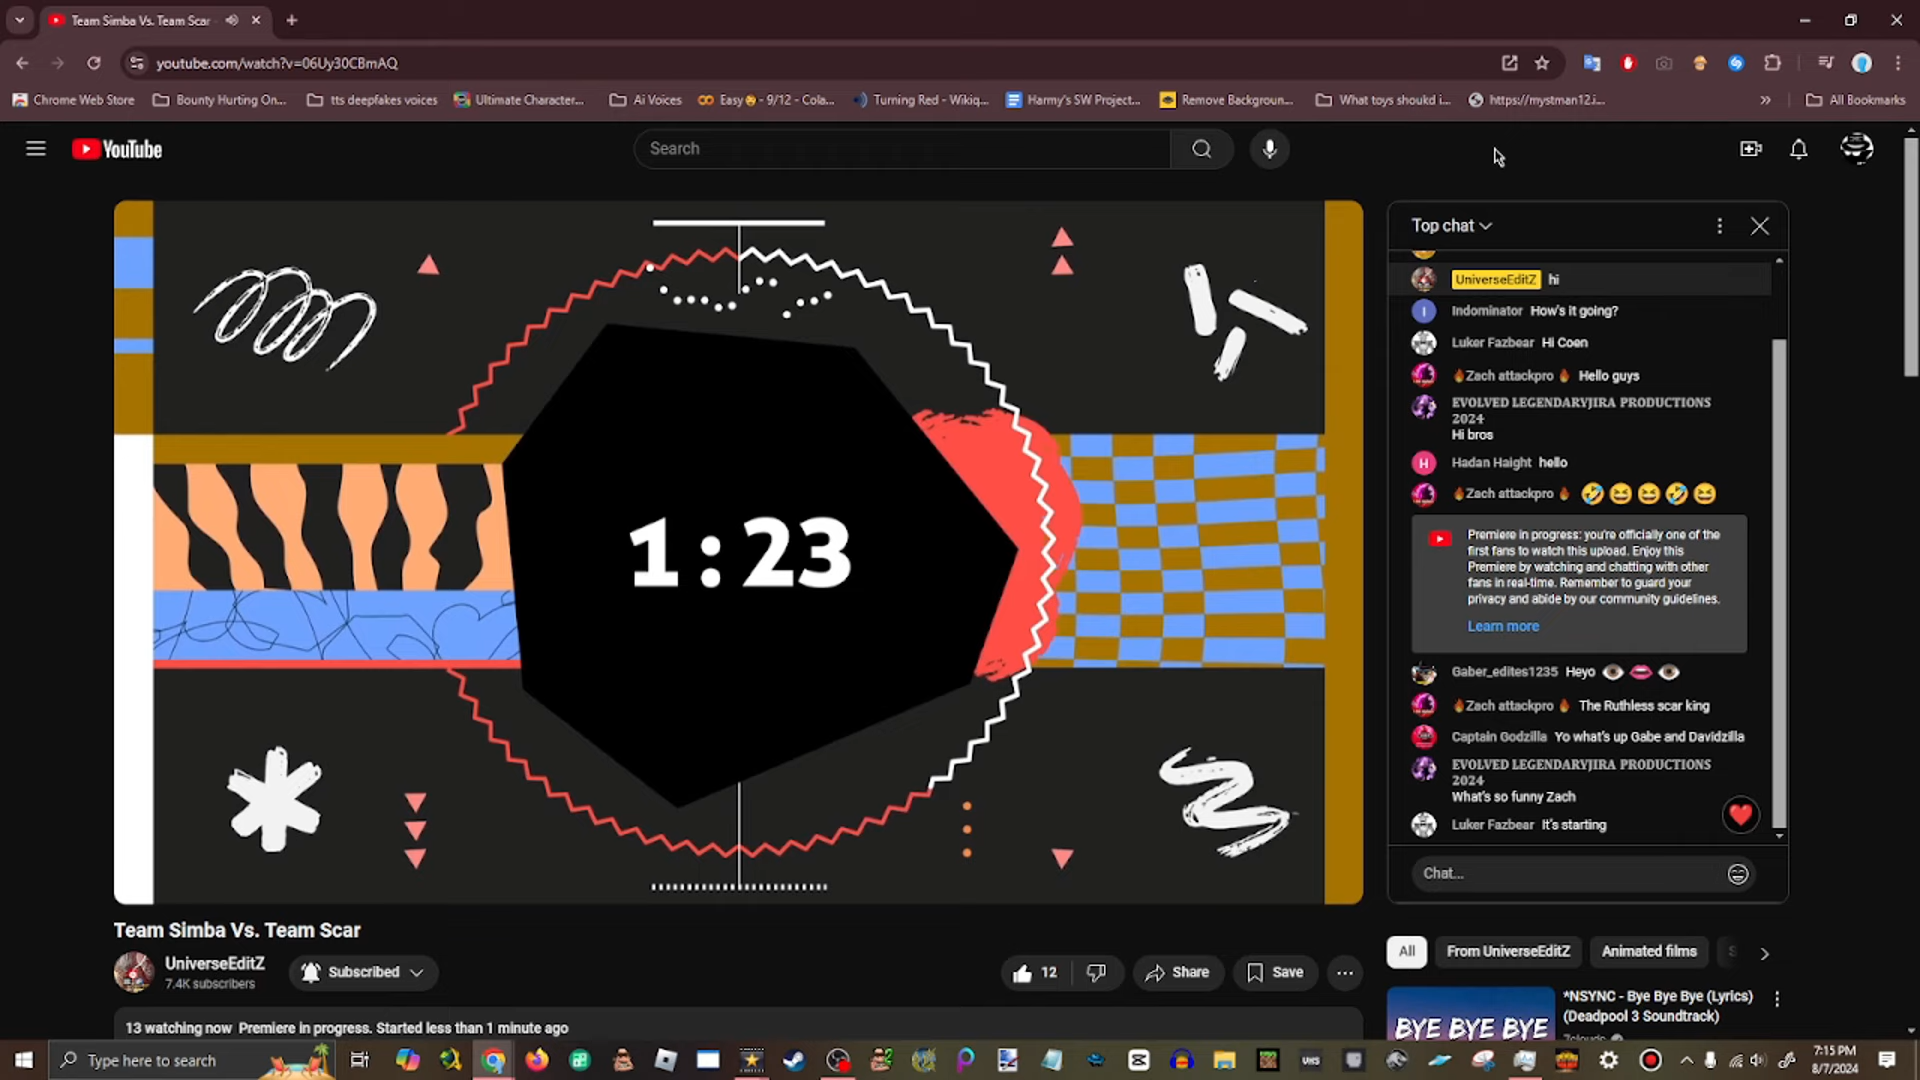 Team Simba Vs. Team Scar
youtube.com/watch?v=06Uy30CBmAQ
Chrome Web Store
Bounty Hurting On...
tts deepfakes voices
Ultimate Character...
Ai Voices
Easy - 9/12 - Cola...
Turning Red - Wikiq...
Harmy's SW Project...
Remove Backgroun...
What toys shoukd i...
https://mystman12.i...
»
All Bookmarks
YouTube
Search
Top chat
UniverseEditZ hi
I Indominator How's it going?
Luker Fazbear Hi Coen
🔥Zach attackpro🔥 Hello guys
EVOLVED LEGENDARYJIRA PRODUCTIONS
2024
Hi bros
H Hadan Haight hello
🔥Zach attackpro🔥 🤣😆😆🤣😆
Premiere in progress: you're officially one of the
first fans to watch this upload. Enjoy this
Premiere by watching and chatting with other
fans in real-time. Remember to guard your
privacy and abide by our community guidelines.
Learn more
Gaber_edites1235 Heyo 👁👄👁
🔥Zach attackpro🔥 The Ruthless scar king
Captain Godzilla Yo what's up Gabe and Davidzilla
EVOLVED LEGENDARYJIRA PRODUCTIONS
2024
What's so funny Zach
Luker Fazbear It's starting
Chat...
1:23
Team Simba Vs. Team Scar
UniverseEditZ
7.4K subscribers
Subscribed
12
Share
Save
13 watching now Premiere in progress. Started less than 1 minute ago
All
From UniverseEditZ
Animated films
*NSYNC - Bye Bye Bye (Lyrics)
(Deadpool 3 Soundtrack)
BYE BYE BYE
Type here to search
VHS
7:15 PM
8/7/2024